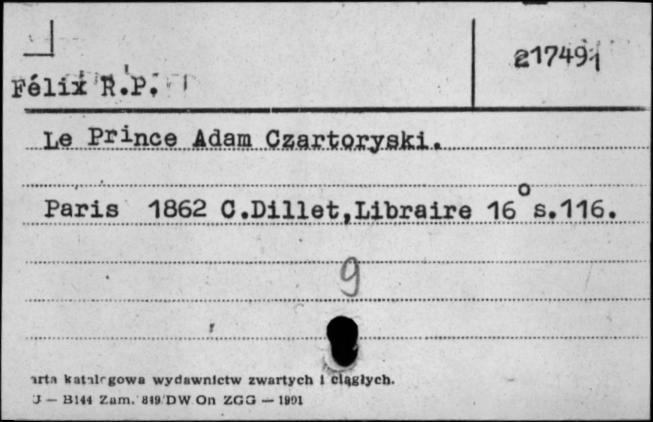 217491
Félix R.P.
Le Prince Adam Czartoryski.
Paris 1862 C.Dillet,Libraire 16° s.116.
9
arta katalogowa wydawnictw zwartych i ciągłych.
J — B144 Zam. 849/DW On ZGG — 1991